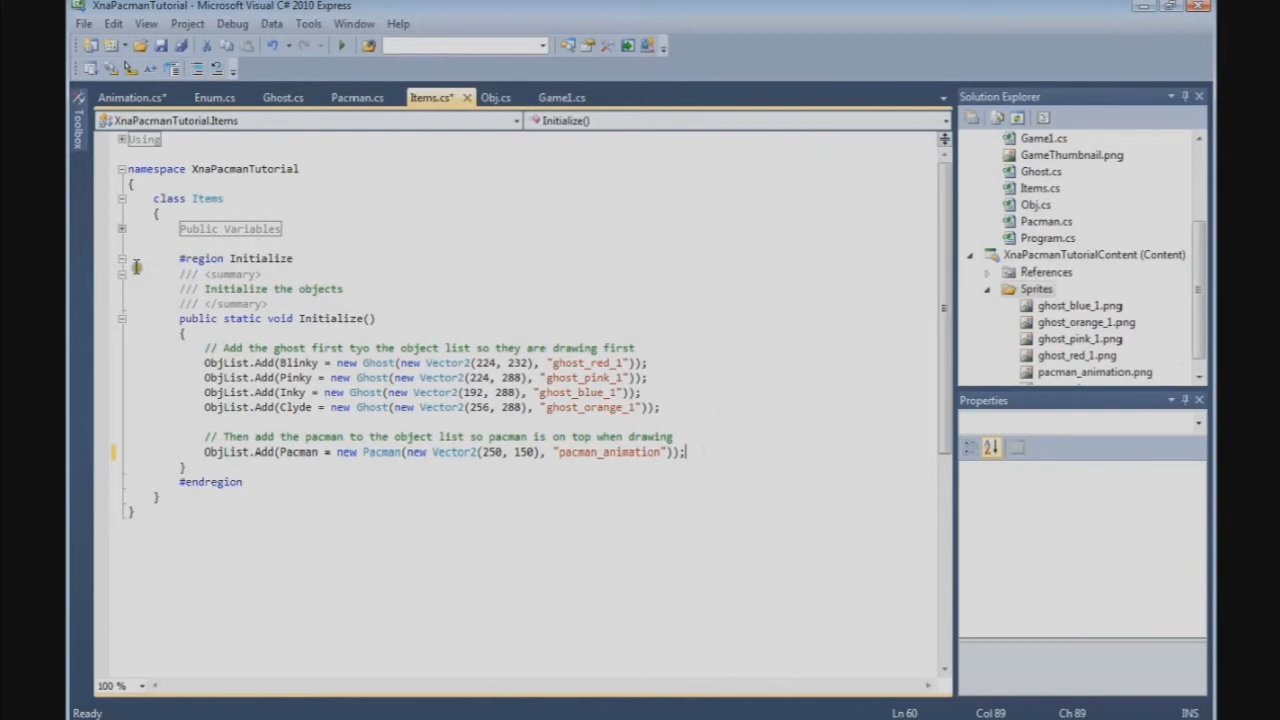 XnaPacmanTutorial - Microsoft Visual C# 2010 Express
File Edit View Project Debug Data Tools Window Help
Animation.cs* Enum.cs Ghost.cs Pacman.cs Items.cs* Obj.cs Game1.cs
Toolbox
XnaPacmanTutorial.Items Initialize()
Using
namespace XnaPacmanTutorial
{
class Items
{
Public Variables
#region Initialize
/// <summary>
/// Initialize the objects
/// </summary>
public static void Initialize()
{
// Add the ghost first tyo the object list so they are drawing first
ObjList.Add(Blinky = new Ghost(new Vector2(224, 232), "ghost_red_1"));
ObjList.Add(Pinky = new Ghost(new Vector2(224, 288), "ghost_pink_1"));
ObjList.Add(Inky = new Ghost(new Vector2(192, 288), "ghost_blue_1"));
ObjList.Add(Clyde = new Ghost(new Vector2(256, 288), "ghost_orange_1"));
// Then add the pacman to the object list so pacman is on top when drawing
ObjList.Add(Pacman = new Pacman(new Vector2(250, 150), "pacman_animation"));
}
#endregion
}
}
100 %
Solution Explorer
Game1.cs
GameThumbnail.png
Ghost.cs
Items.cs
Obj.cs
Pacman.cs
Program.cs
XnaPacmanTutorialContent (Content)
References
Sprites
ghost_blue_1.png
ghost_orange_1.png
ghost_pink_1.png
ghost_red_1.png
pacman_animation.png
Properties
Ready Ln 60 Col 89 Ch 89 INS